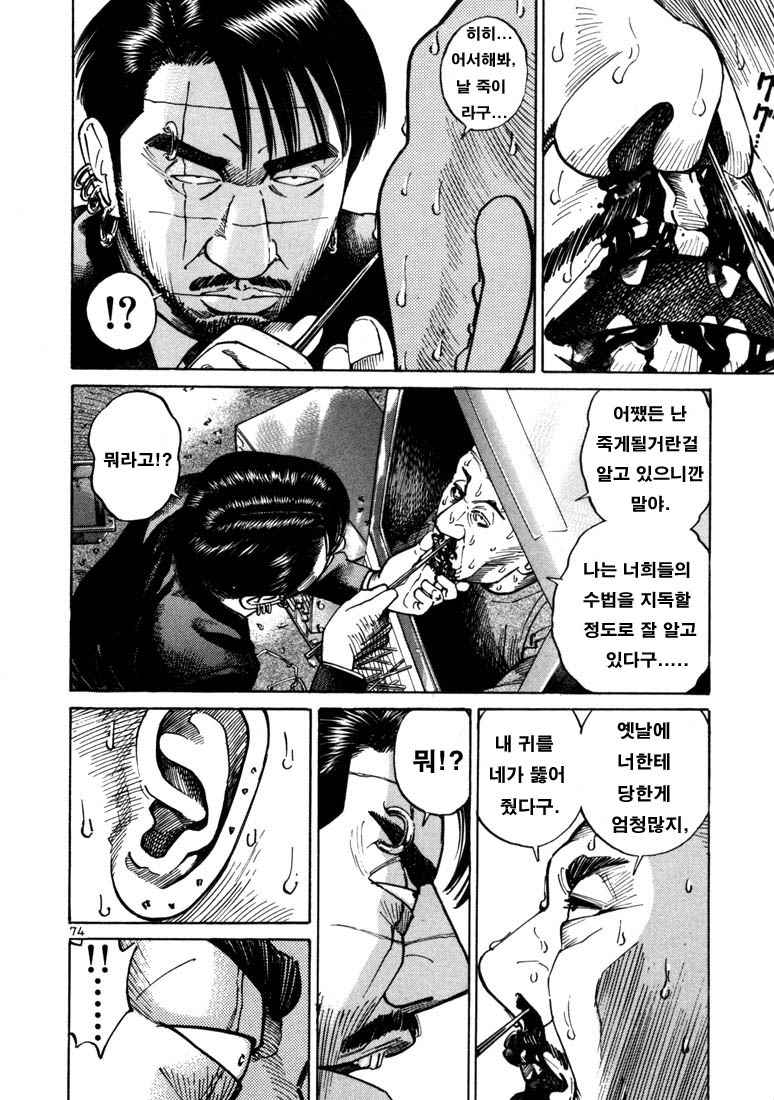 グググ…
히히...
어서해봐,
날 죽이
라구...
!?
어쨌든 난
죽게될거란걸
알고 있으니깐
말야.
나는 너희들의
수법을 지독할
정도로 잘 알고
있다구.....
뭐라고!?
옛날에
너한테
당한게
엄청많지,
내 귀를
네가 뚫어
줬다구.
뭐!?
74
!!……